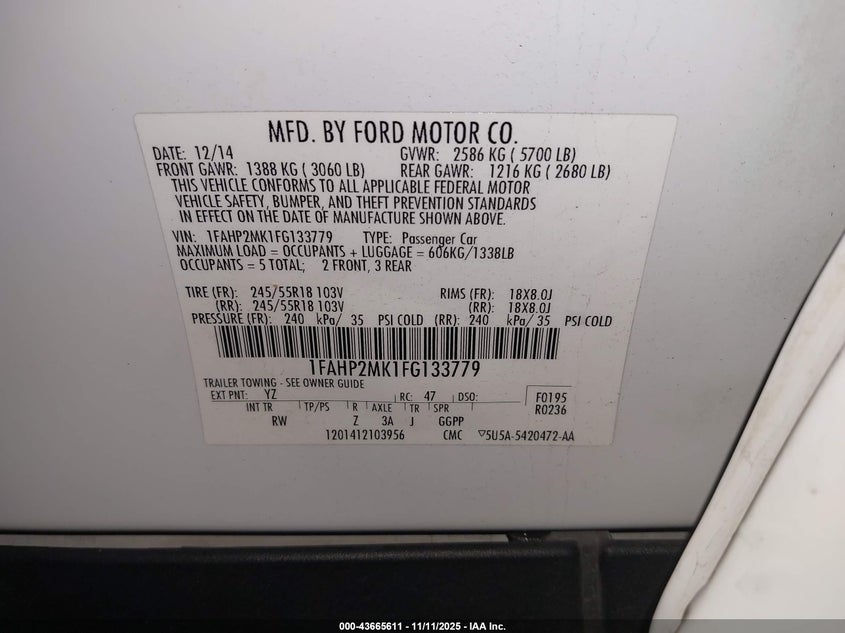 MFD. BY FORD MOTOR CO.
DATE: 12/14 GVWR: 2586 KG ( 5700 LB)
FRONT GAWR: 1388 KG ( 3060 LB) REAR GAWR: 1216 KG ( 2680 LB)
THIS VEHICLE CONFORMS TO ALL APPLICABLE FEDERAL MOTOR
VEHICLE SAFETY, BUMPER, AND THEFT PREVENTION STANDARDS
IN EFFECT ON THE DATE OF MANUFACTURE SHOWN ABOVE.
VIN: 1FAHP2MK1FG133779 TYPE: Passenger Car
MAXIMUM LOAD = OCCUPANTS + LUGGAGE = 606KG/1338LB
OCCUPANTS = 5 TOTAL; 2 FRONT, 3 REAR
TIRE (FR): 245/55R18 103V RIMS (FR): 18X8.0J
(RR): 245/55R18 103V (RR): 18X8.0J
PRESSURE (FR): 240 kPa/ 35 PSI COLD (RR): 240 kPa/ 35 PSI COLD
1FAHP2MK1FG133779
TRAILER TOWING - SEE OWNER GUIDE
EXT PNT: YZ RC: 47 DSO: F0195
INT TR TP/PS R AXLE TR SPR R0236
RW Z 3A J GGPP
1201412103956 CMC ▽5U5A-5420472-AA
000-43665611 - 11/11/2025 - IAA Inc.